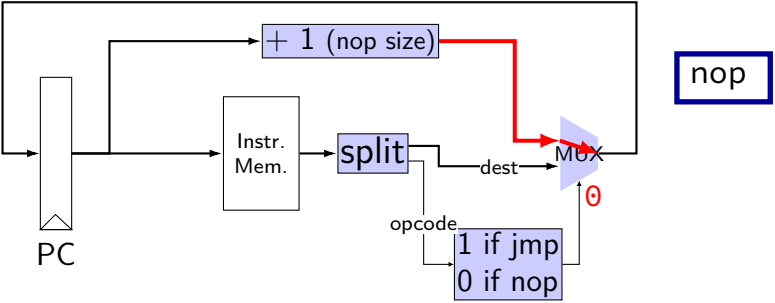 + 1 (nop size)
nop
Instr.
Mem.
split
MUX
dest
0
opcode
1 if jmp
0 if nop
PC